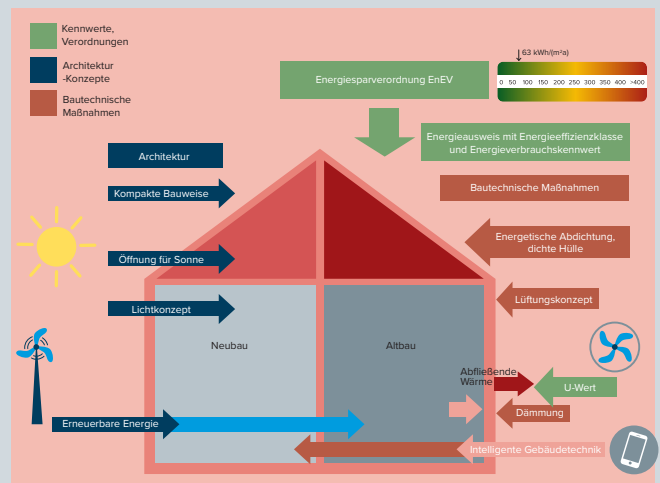 Kennwerte,
Verordnungen
Architektur
-Konzepte
Bautechnische
Maßnahmen
63 kWh/(m²a)
0 50 100 150 200 250 300 350 400 >400
Energiesparverordnung EnEV
Energieausweis mit Energieeffizienzklasse
und Energieverbrauchskennwert
Architektur
Bautechnische Maßnahmen
Kompakte Bauweise
Energetische Abdichtung,
dichte Hülle
Öffnung für Sonne
Lüftungskonzept
Lichtkonzept
Neubau
Altbau
Abfließende
Wärme
U-Wert
Dämmung
Erneuerbare Energie
Intelligente Gebäudetechnik